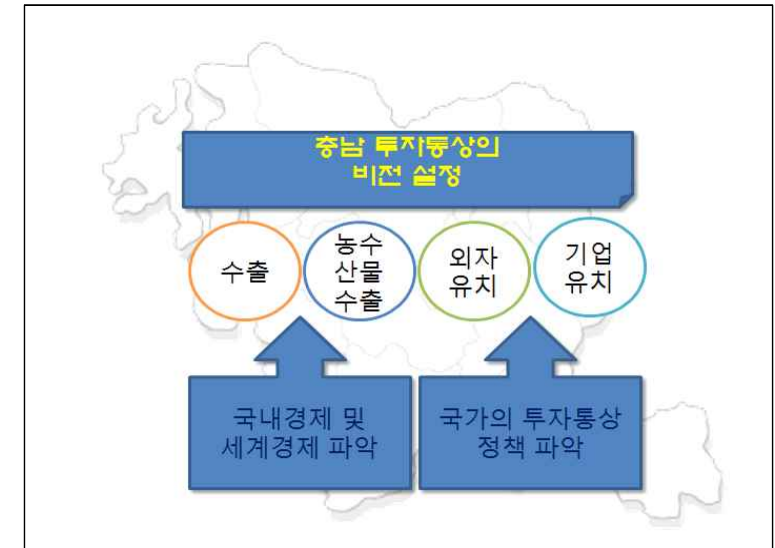 충남 투자통상의
비전 설정
수출
농수
산물
수출
외자
유치
기업
유치
국내경제 및
세계경제 파악
국가의 투자통상
정책 파악